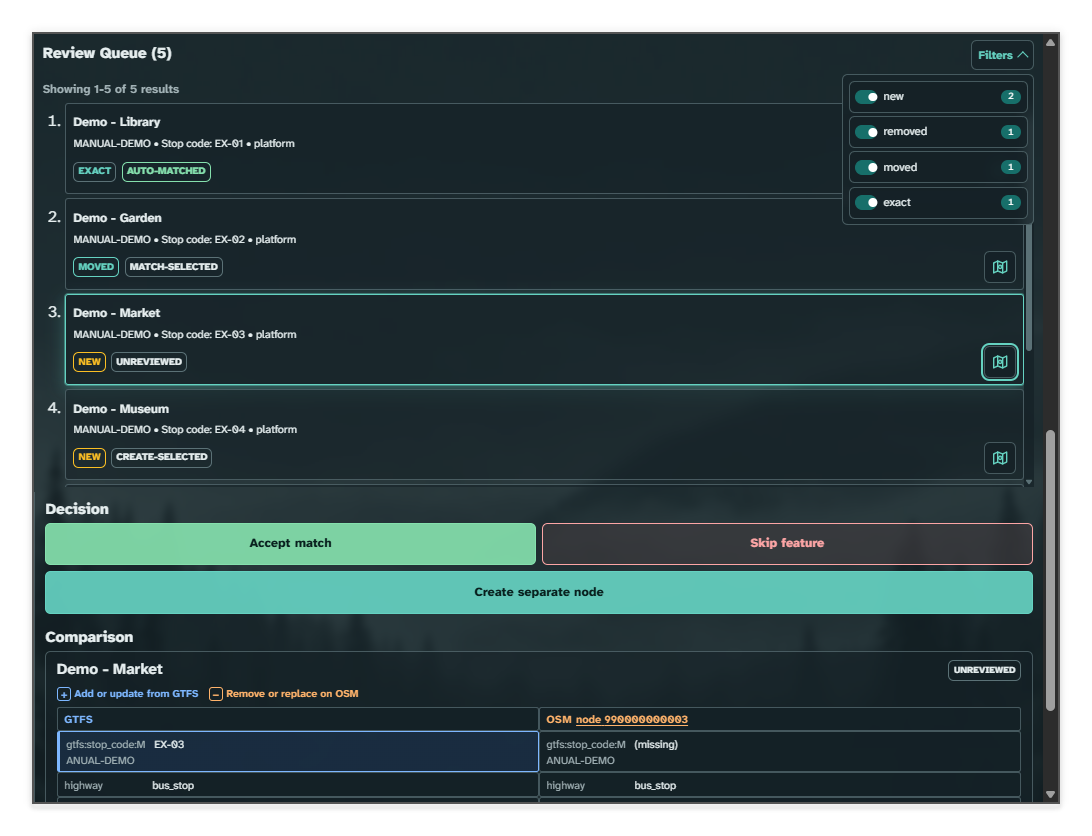 Review Queue (5)
Filters
Showing 1-5 of 5 results
new 2
removed 1
moved 1
exact 1
1. Demo - Library
MANUAL-DEMO • Stop code: EX-01 • platform
EXACT AUTO-MATCHED
2. Demo - Garden
MANUAL-DEMO • Stop code: EX-02 • platform
MOVED MATCH-SELECTED
3. Demo - Market
MANUAL-DEMO • Stop code: EX-03 • platform
NEW UNREVIEWED
4. Demo - Museum
MANUAL-DEMO • Stop code: EX-04 • platform
NEW CREATE-SELECTED
Decision
Accept match
Skip feature
Create separate node
Comparison
Demo - Market
UNREVIEWED
+ Add or update from GTFS − Remove or replace on OSM
GTFS
OSM node 990000000003
gtfs:stop_code:M EX-03
ANUAL-DEMO
gtfs:stop_code:M (missing)
ANUAL-DEMO
highway bus_stop
highway bus_stop